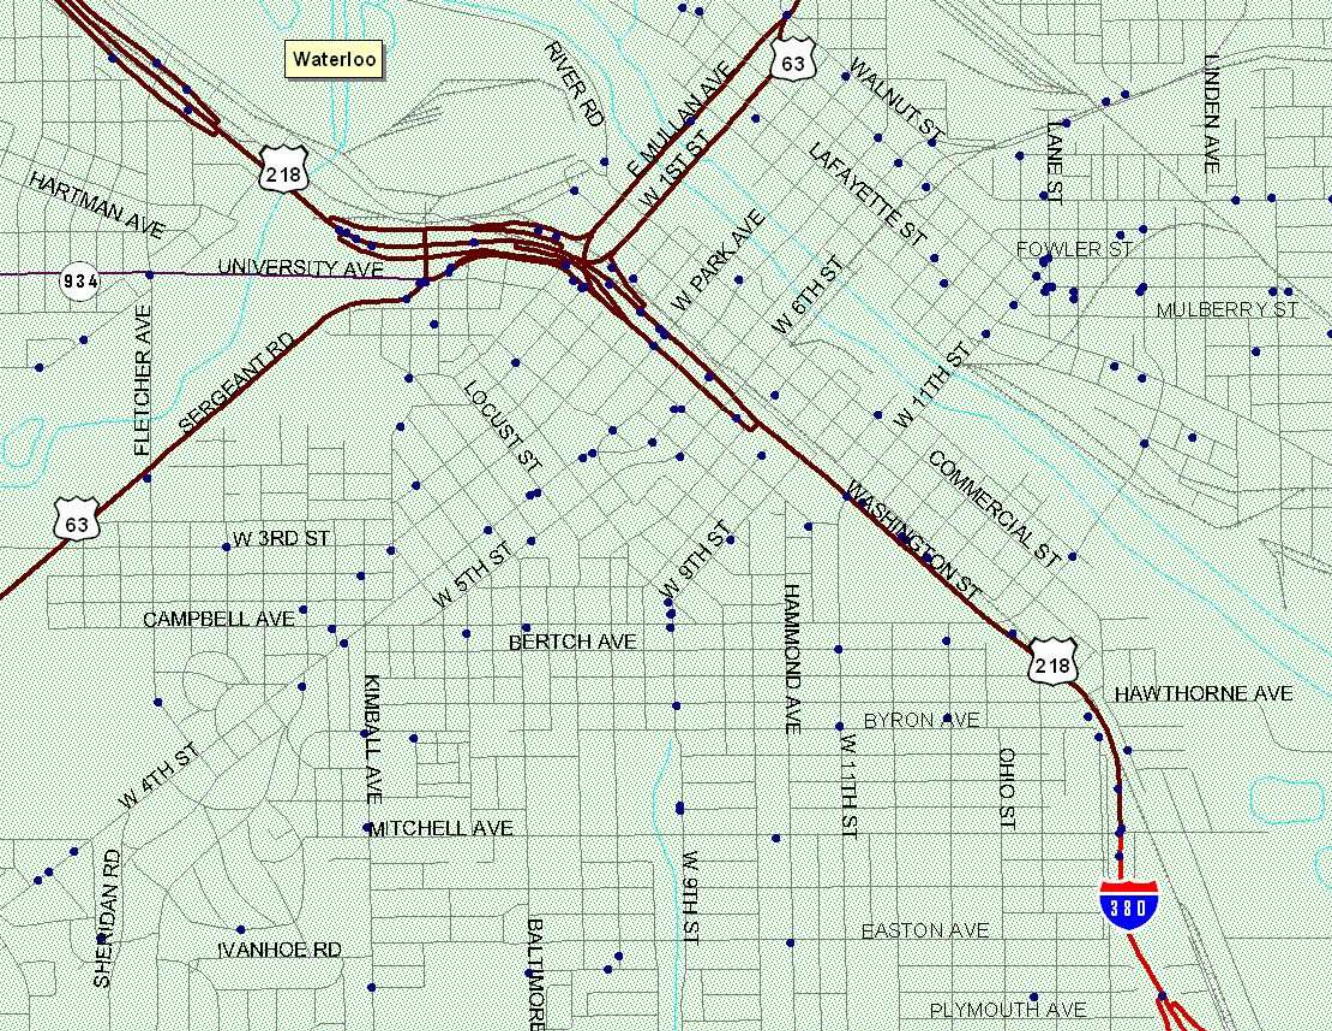 Waterloo
RIVER RD
63
E MULLAN AVE
WALNUT ST
LINDEN AVE
LANE ST
W 1ST ST
LAFAYETTE ST
218
HARTMAN AVE
W PARK AVE
FOWLER ST
934
UNIVERSITY AVE
W 6TH ST
MULBERRY ST
FLETCHER AVE
SERGEANT RD
LOCUST ST
W 11TH ST
COMMERCIAL ST
63
W 3RD ST
W 5TH ST
W 9TH ST
WASHINGTON ST
CAMPBELL AVE
BERTCH AVE
HAMMOND AVE
218
HAWTHORNE AVE
KIMBALL AVE
BYRON AVE
W 4TH ST
W 11TH ST
OHIO ST
MITCHELL AVE
SHERIDAN RD
W 9TH ST
380
IVANHOE RD
BALTIMORE
EASTON AVE
PLYMOUTH AVE